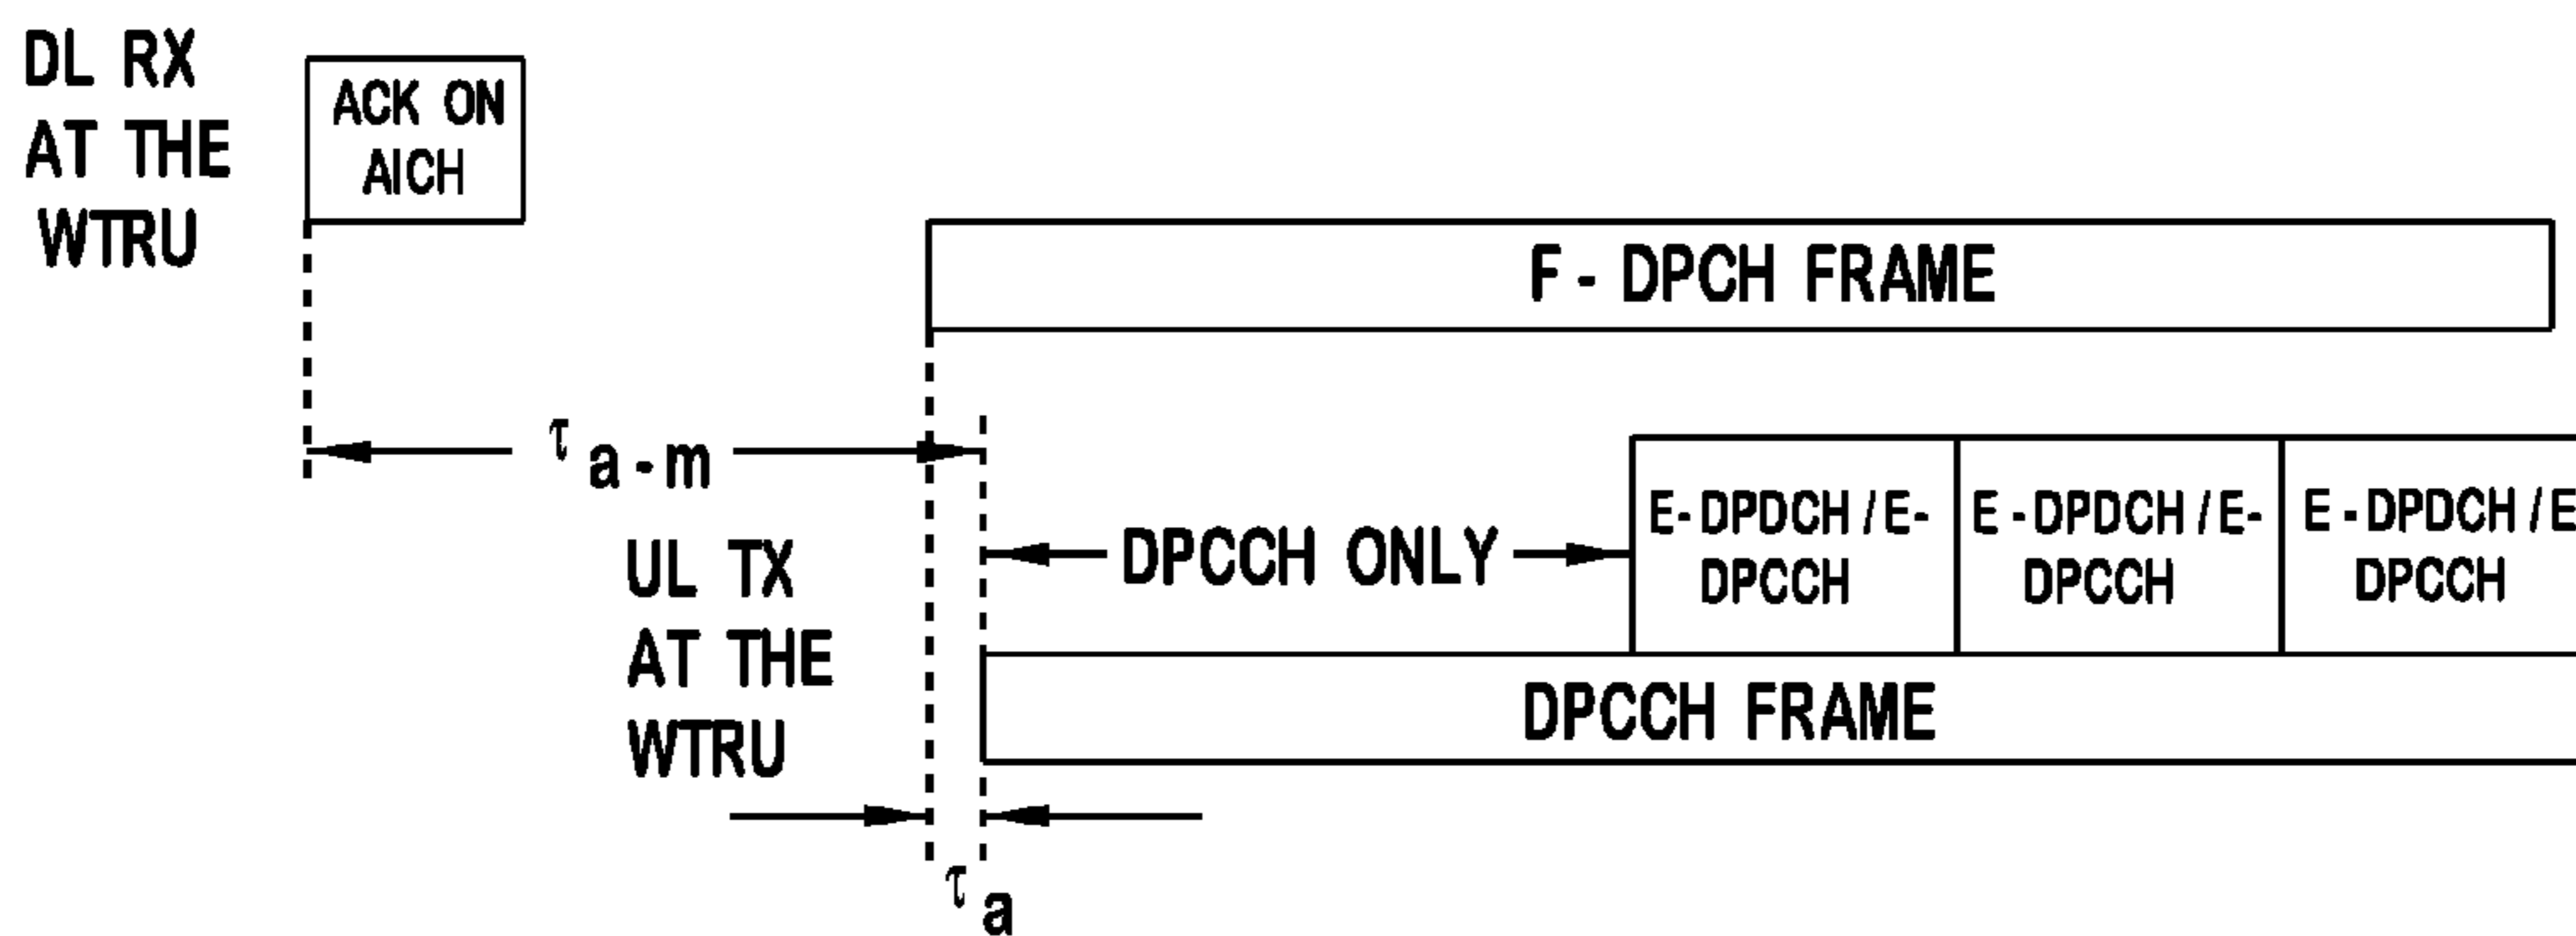 DL RX
AT THE
WTRU
ACK ON
AICH
F - DPCH FRAME
τ a - m
UL TX
AT THE
WTRU
DPCCH ONLY
E- DPDCH / E-
DPCCH
E - DPDCH / E-
DPCCH
E - DPDCH / E
DPCCH
DPCCH FRAME
τ a